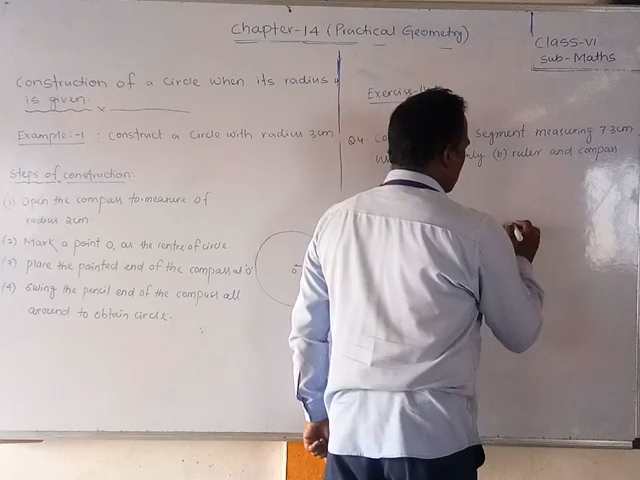 Chapter-14 (Practical Geometry)
Class-VI
Sub-Maths
Construction of a circle when its radius
is given.
Example:-1 : Construct a Circle with radius 3cm
Steps of construction:
(1) Open the compass to measure of
radius 2cm
(2) Mark a point O, as the centre of circle.
(3) Place the pointed end of the compass at 'O'
(4) Swing the pencil end of the compass all
around to obtain circle.
O
Exercise-
Q4. segment measuring 7.3cm
(b) ruler and compass